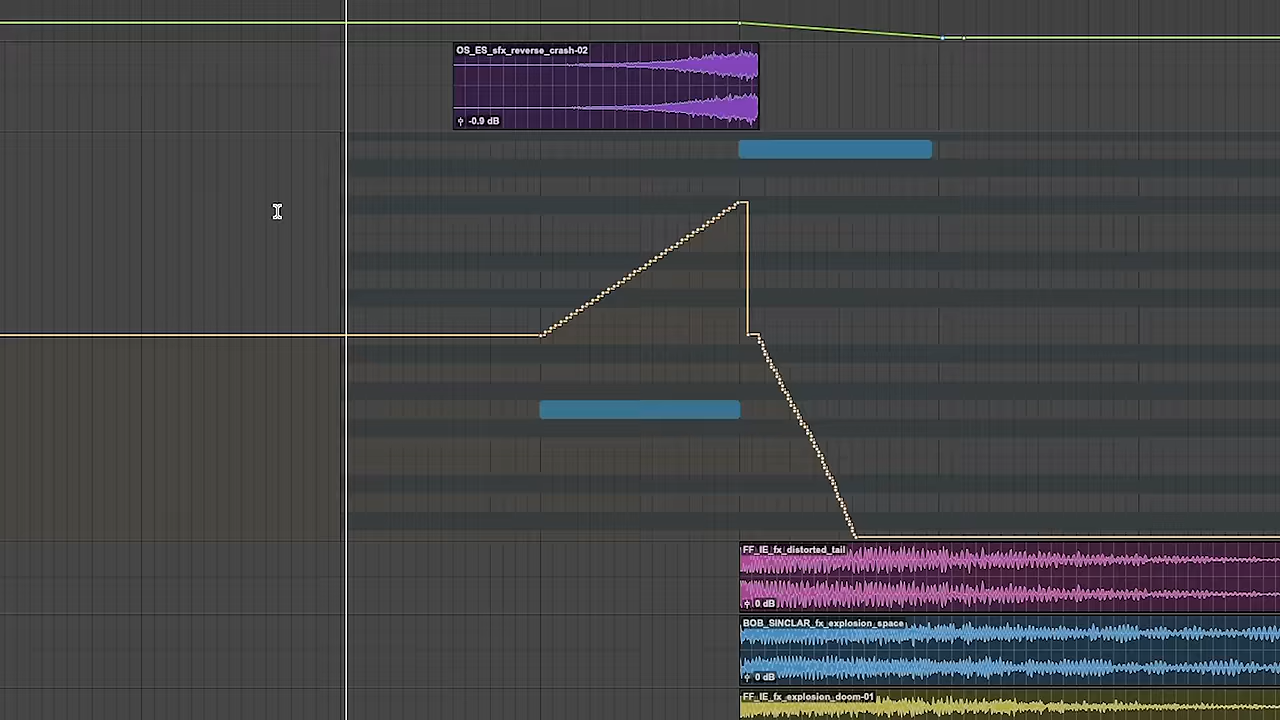 OS_ES_sfx_reverse_crash-02
-0.9 dB
FF_IE_fx_distorted_tail
0 dB
BOB_SINCLAR_fx_explosion_space
0 dB
FF_IE_fx_explosion_doom-01